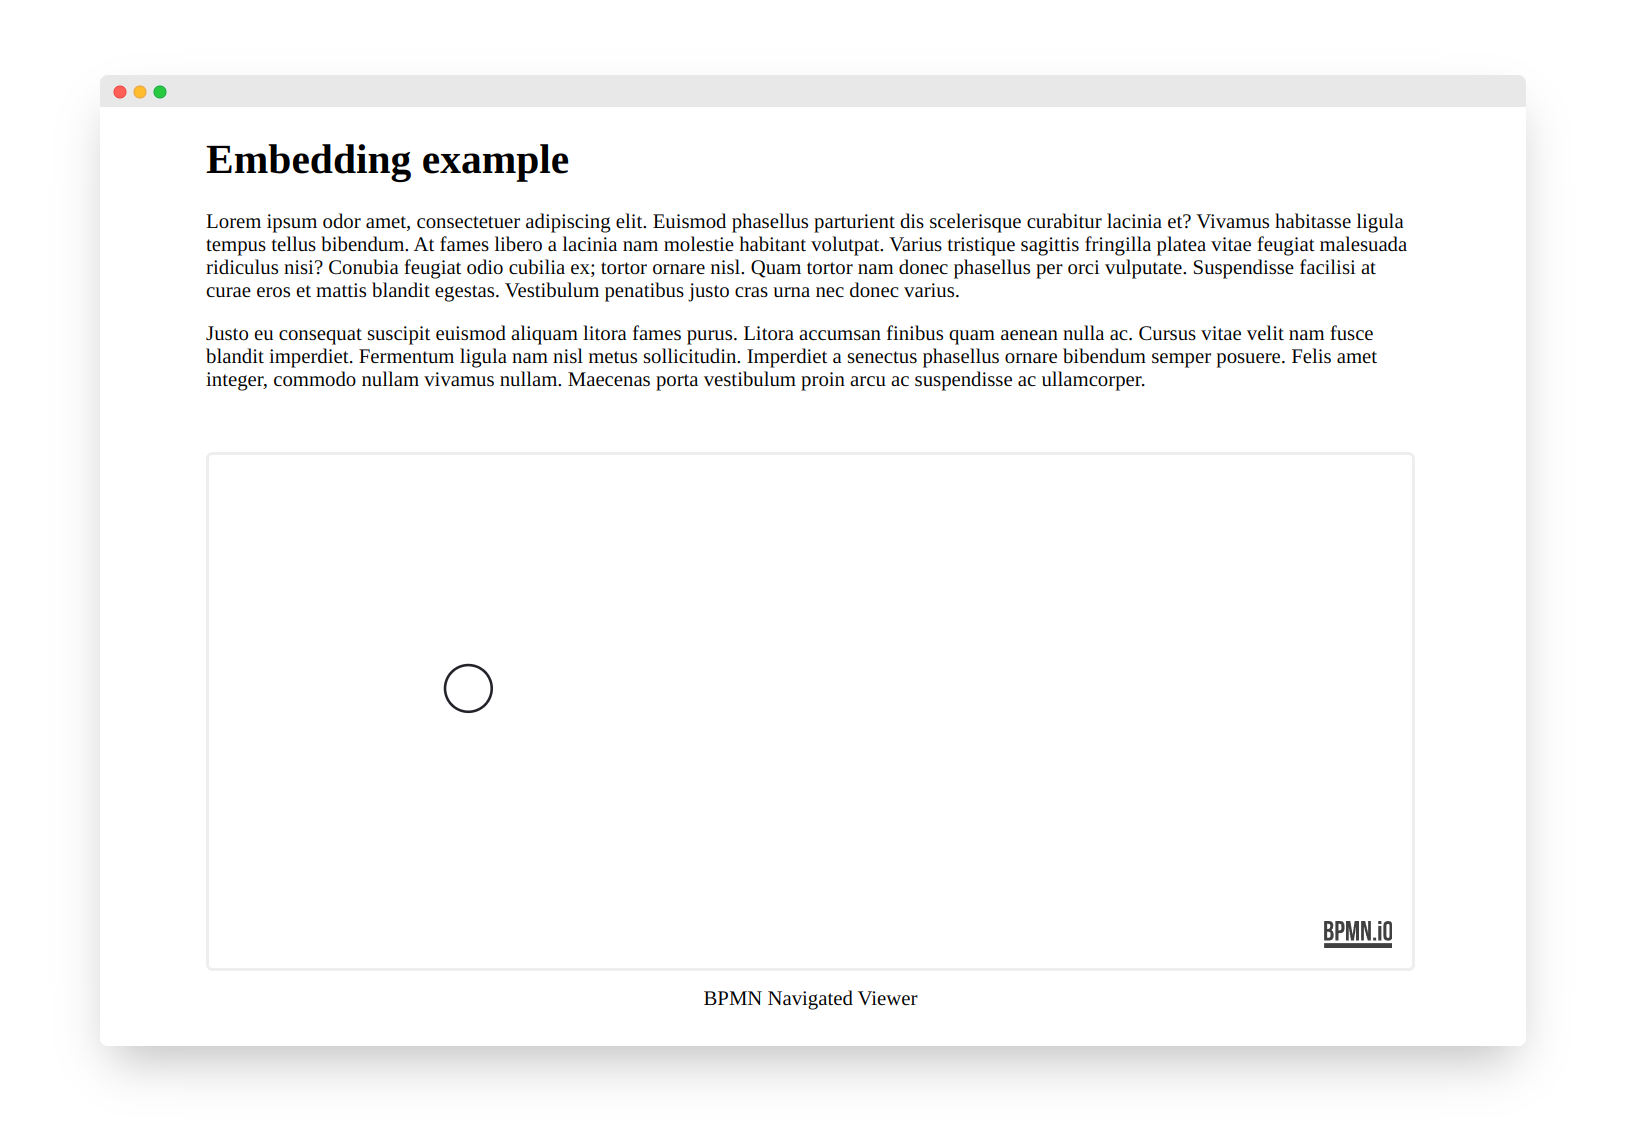 Embedding example
Lorem ipsum odor amet, consectetuer adipiscing elit. Euismod phasellus parturient dis scelerisque curabitur lacinia et? Vivamus habitasse ligula
tempus tellus bibendum. At fames libero a lacinia nam molestie habitant volutpat. Varius tristique sagittis fringilla platea vitae feugiat malesuada
ridiculus nisi? Conubia feugiat odio cubilia ex; tortor ornare nisl. Quam tortor nam donec phasellus per orci vulputate. Suspendisse facilisi at
curae eros et mattis blandit egestas. Vestibulum penatibus justo cras urna nec donec varius.
Justo eu consequat suscipit euismod aliquam litora fames purus. Litora accumsan finibus quam aenean nulla ac. Cursus vitae velit nam fusce
blandit imperdiet. Fermentum ligula nam nisl metus sollicitudin. Imperdiet a senectus phasellus ornare bibendum semper posuere. Felis amet
integer, commodo nullam vivamus nullam. Maecenas porta vestibulum proin arcu ac suspendisse ac ullamcorper.
BPMN.iO
BPMN Navigated Viewer